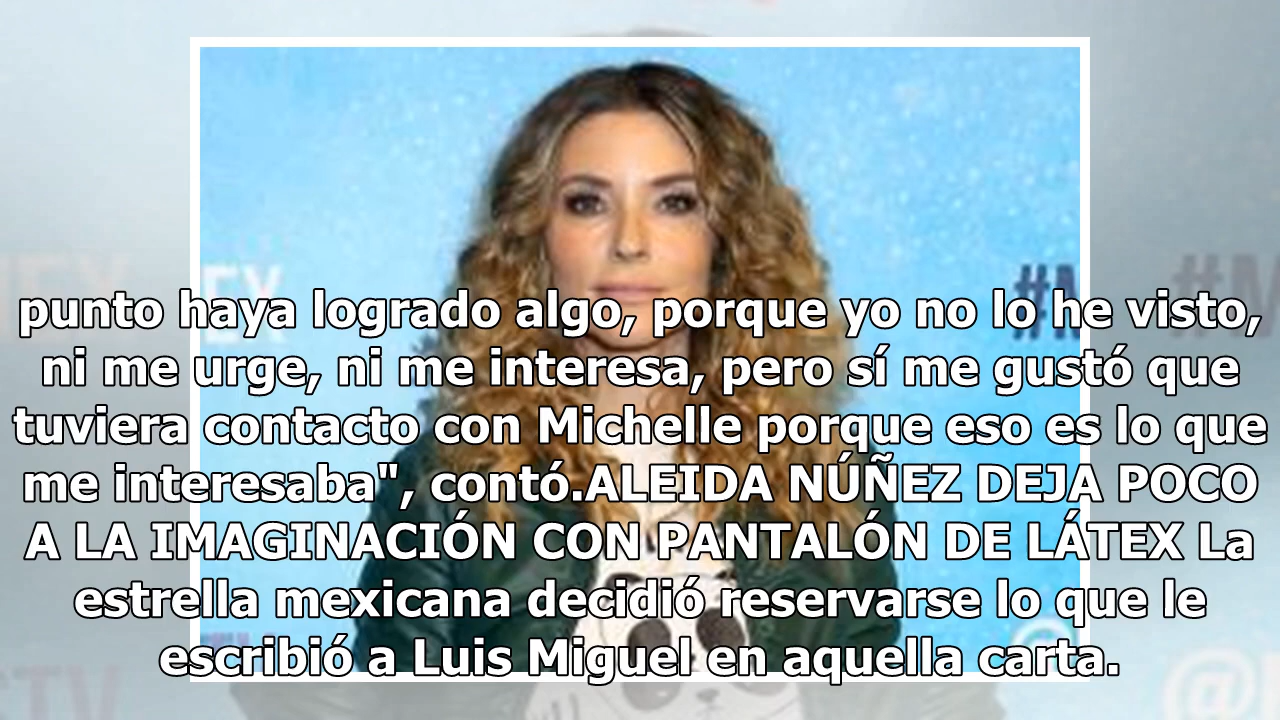 punto haya logrado algo, porque yo no lo he visto,
ni me urge, ni me interesa, pero sí me gustó que
tuviera contacto con Michelle porque eso es lo que
me interesaba", contó.ALEIDA NÚÑEZ DEJA POCO
A LA IMAGINACIÓN CON PANTALÓN DE LÁTEX La
estrella mexicana decidió reservarse lo que le
escribió a Luis Miguel en aquella carta.